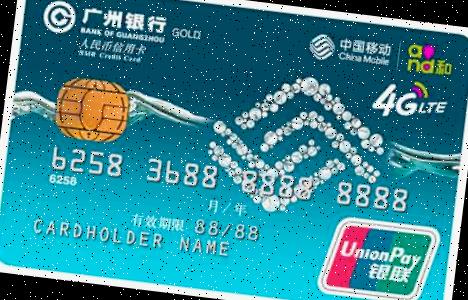 广州银行 GOLD
BANK OF GUANGZHOU
人民币信用卡
RMB Credit Card
中国移动
China Mobile
and和
4G LTE
6258 3688 8888 8888
6258
月/年
有效期限 88/88
CARDHOLDER NAME
UnionPay
银联